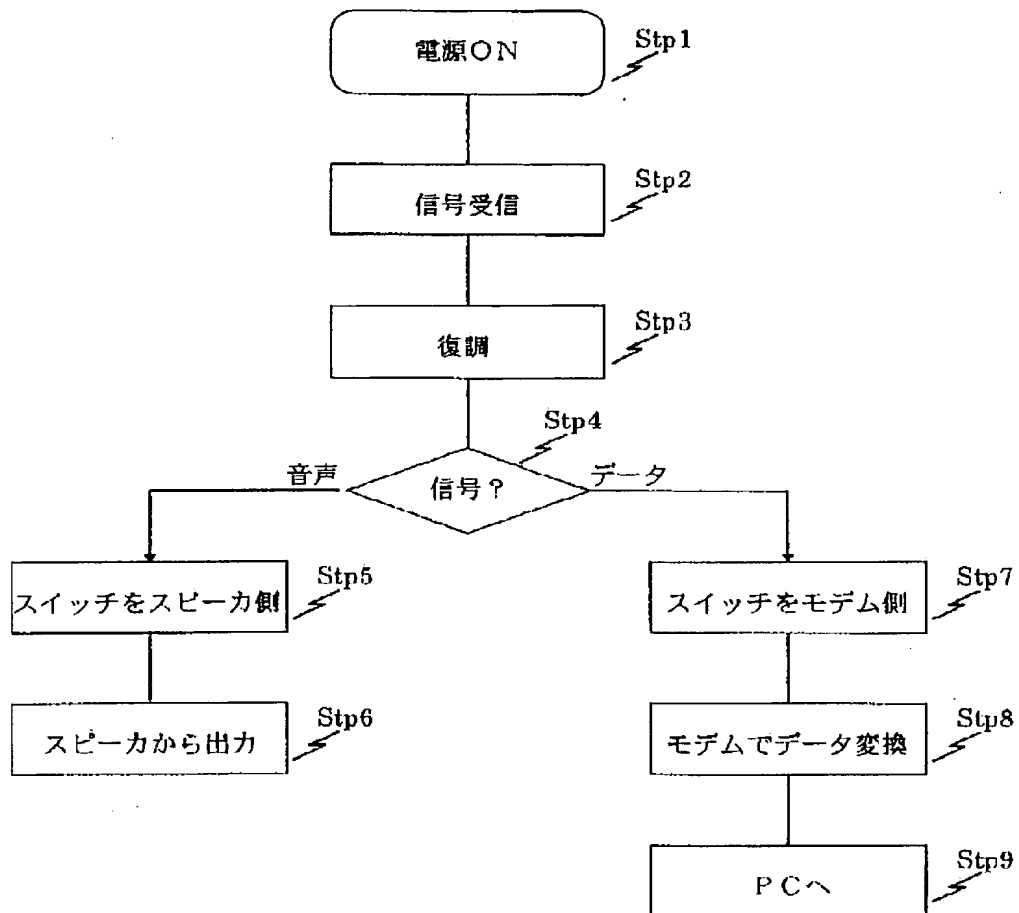 電源ON
Stp1
信号受信
Stp2
復調
Stp3
Stp4
音声
信号?
データ
スイッチをスピーカ側
Stp5
スイッチをモデム側
Stp7
スピーカから出力
Stp6
モデムでデータ変換
Stp8
PCへ
Stp9